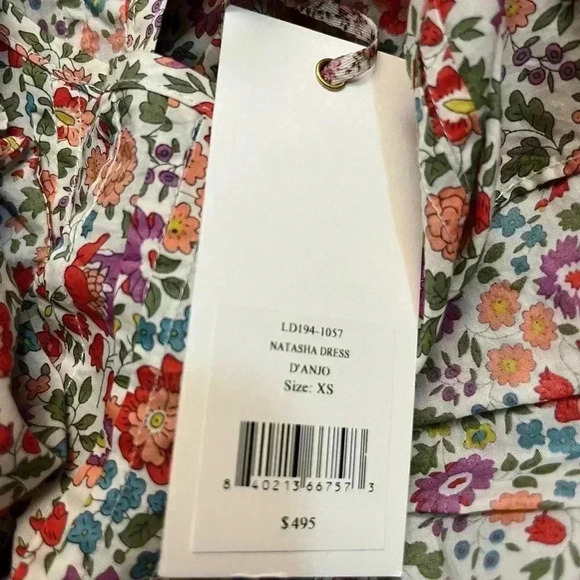 LD194-1057
NATASHA DRESS
D'ANJO
Size: XS
8 40213 66757 3
$495